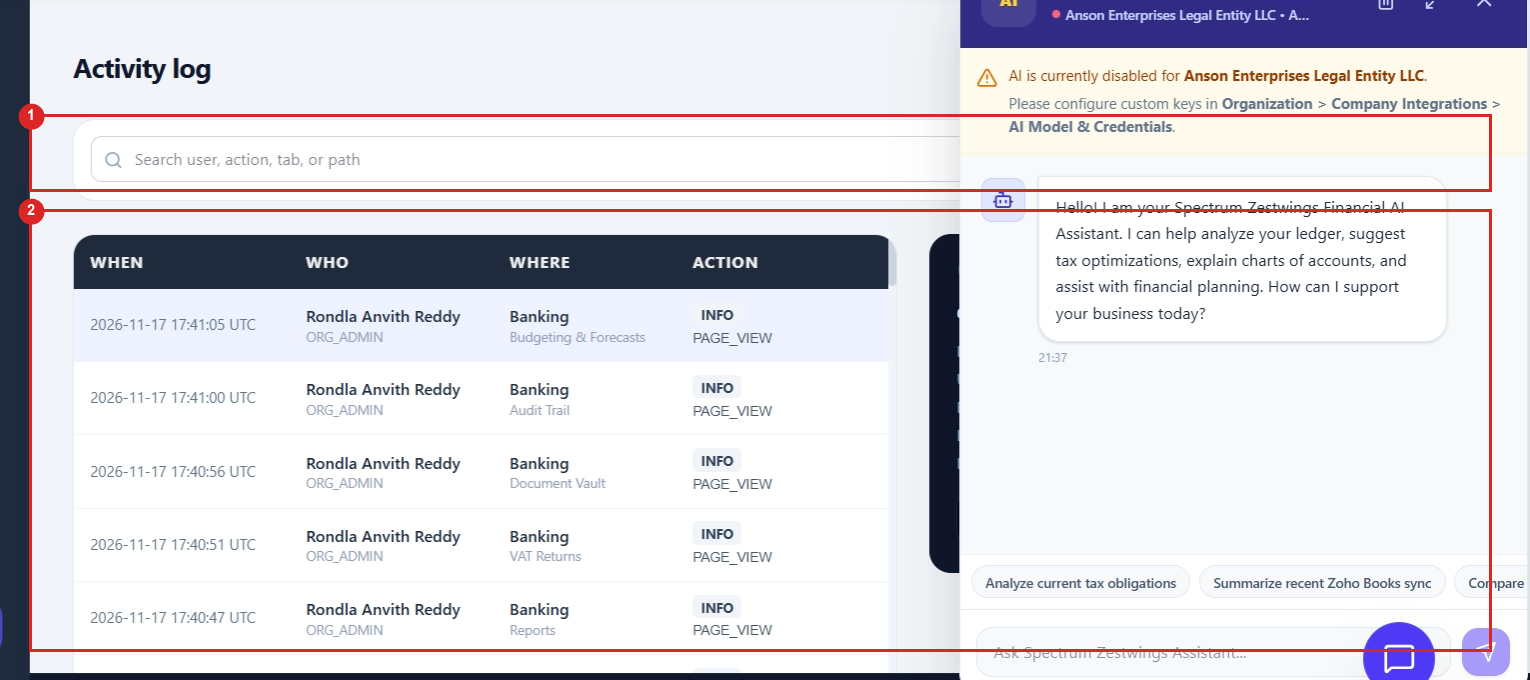 AI
Anson Enterprises Legal Entity LLC • A...
Activity log
AI is currently disabled for Anson Enterprises Legal Entity LLC.
Please configure custom keys in Organization > Company Integrations >
AI Model & Credentials.
1
Search user, action, tab, or path
2
WHEN WHO WHERE ACTION
2026-11-17 17:41:05 UTC Rondla Anvith Reddy Banking INFO
ORG_ADMIN Budgeting & Forecasts PAGE_VIEW
2026-11-17 17:41:00 UTC Rondla Anvith Reddy Banking INFO
ORG_ADMIN Audit Trail PAGE_VIEW
2026-11-17 17:40:56 UTC Rondla Anvith Reddy Banking INFO
ORG_ADMIN Document Vault PAGE_VIEW
2026-11-17 17:40:51 UTC Rondla Anvith Reddy Banking INFO
ORG_ADMIN VAT Returns PAGE_VIEW
2026-11-17 17:40:47 UTC Rondla Anvith Reddy Banking INFO
ORG_ADMIN Reports PAGE_VIEW
Hello! I am your Spectrum Zestwings Financial AI
Assistant. I can help analyze your ledger, suggest
tax optimizations, explain charts of accounts, and
assist with financial planning. How can I support
your business today?
21:37
Analyze current tax obligations
Summarize recent Zoho Books sync
Compare
Ask Spectrum Zestwings Assistant...